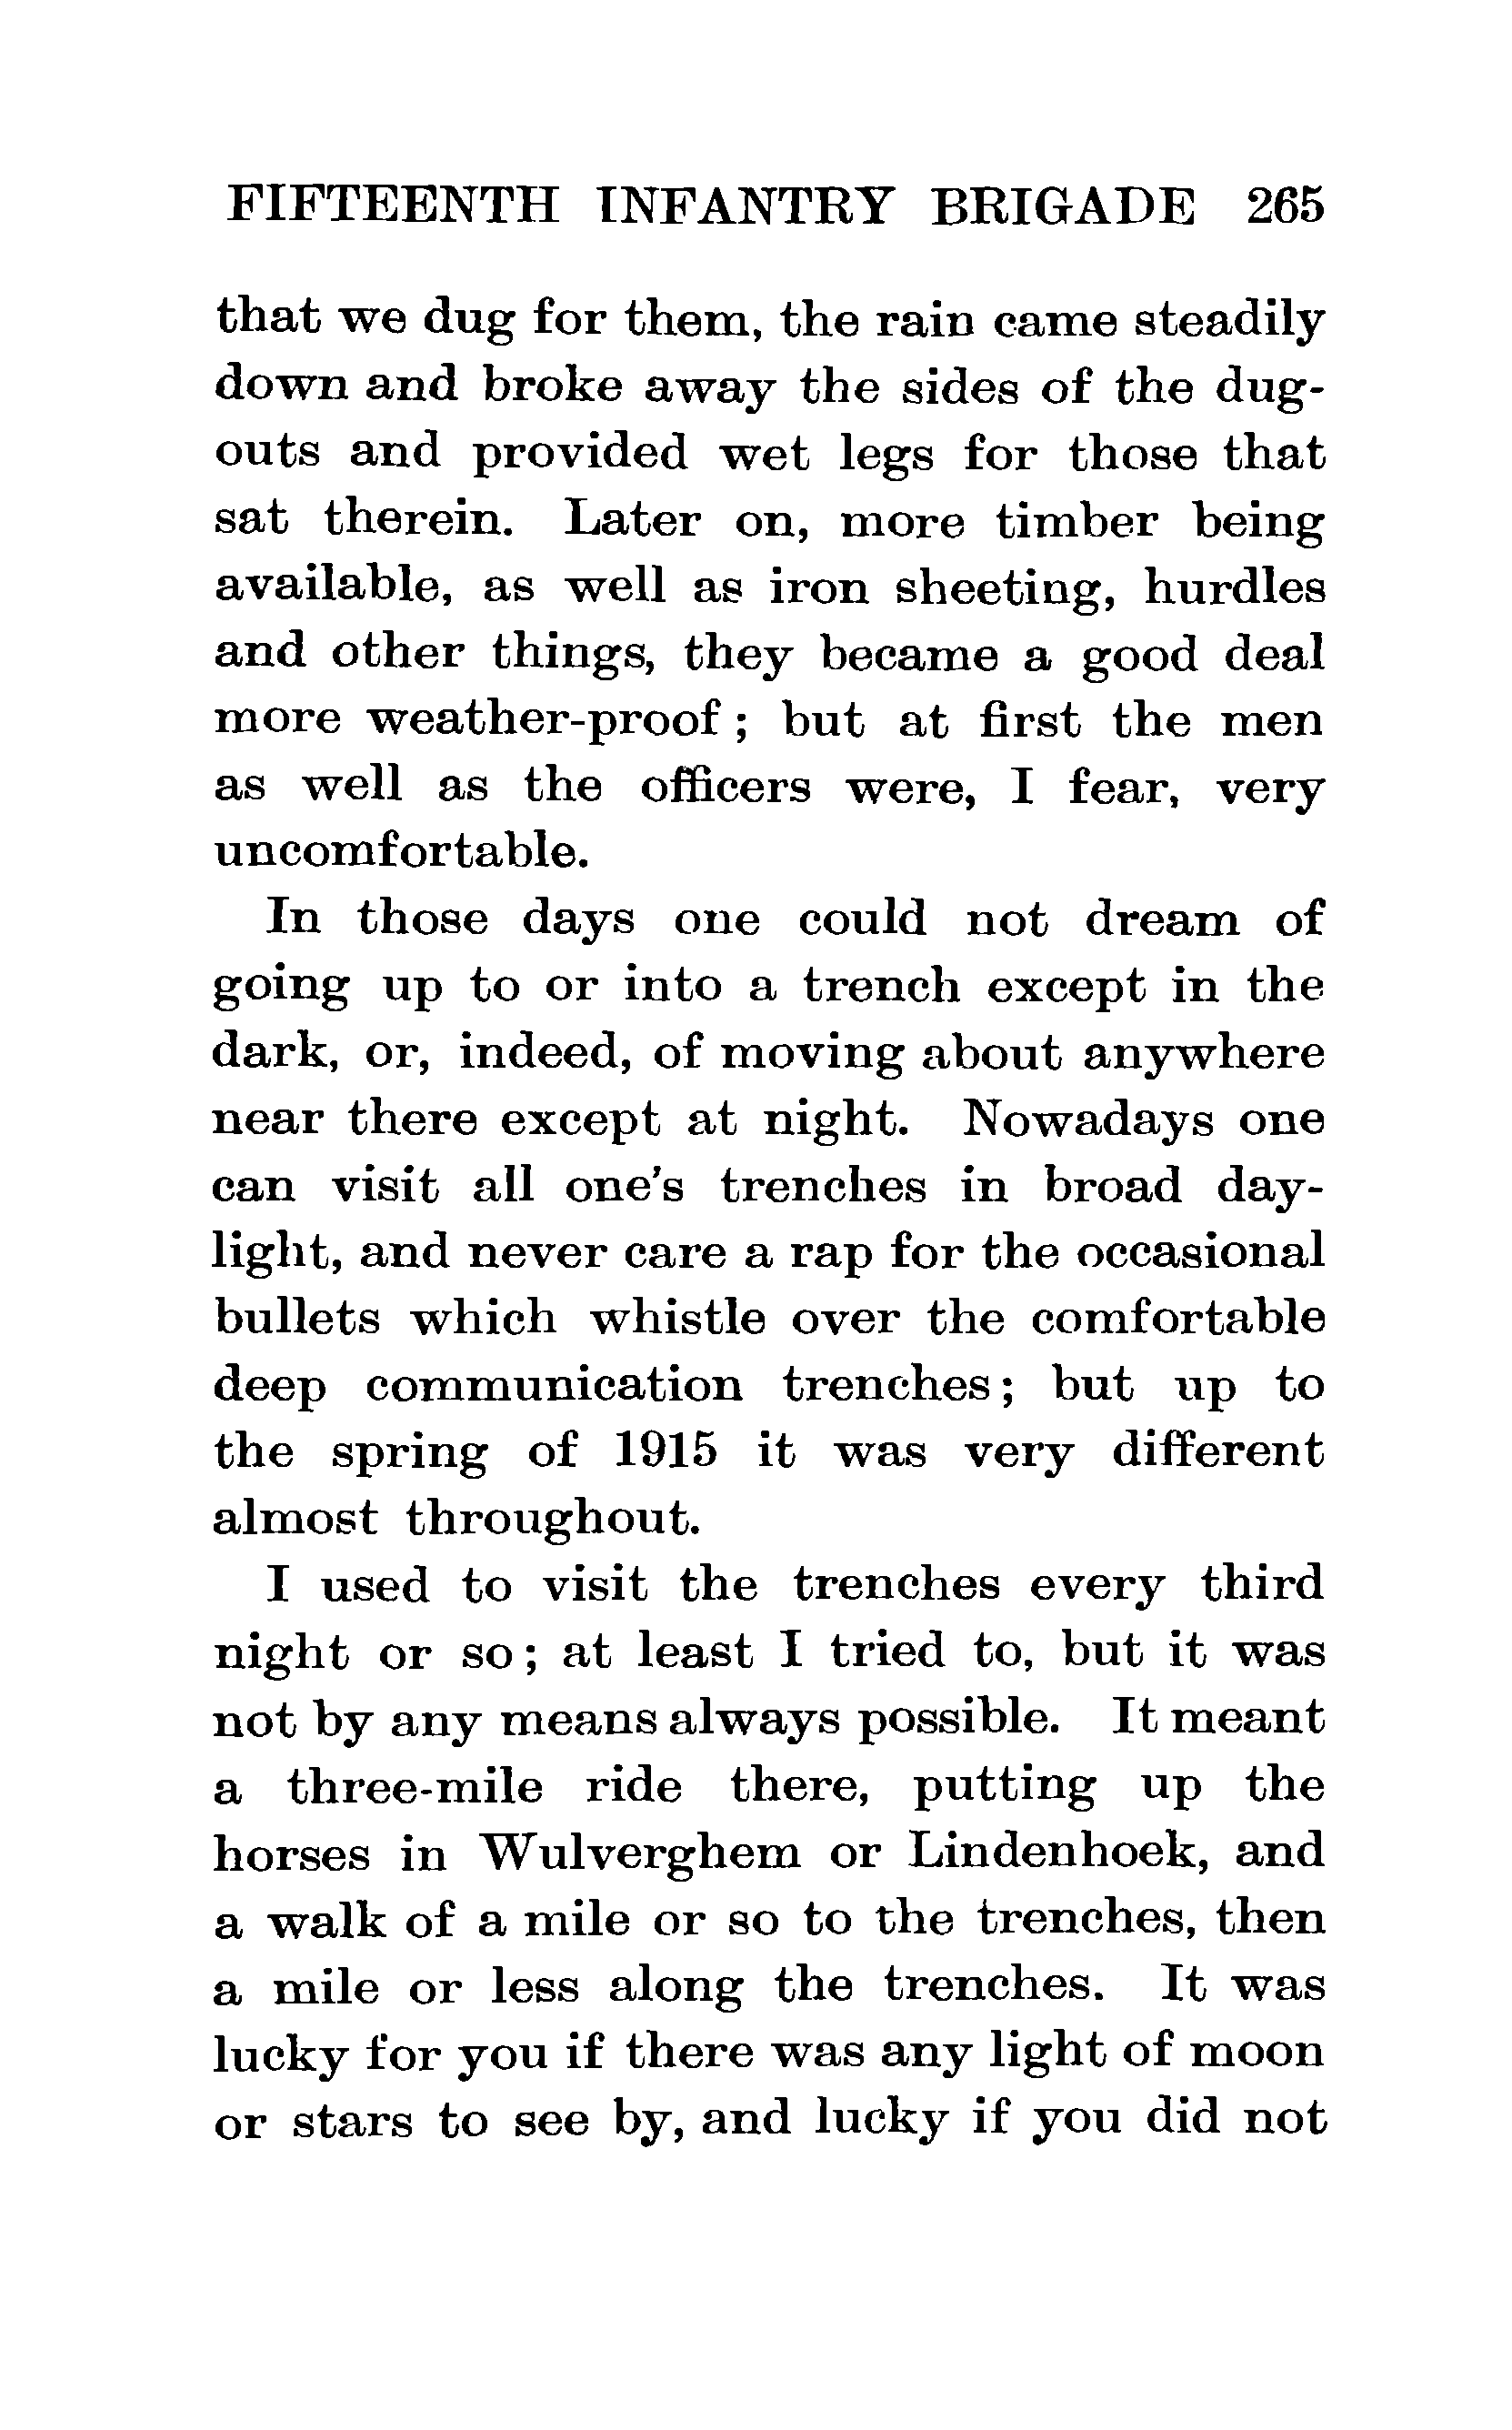 FIFTEENTH INFANTRY BRIGADE 265
that we dug for them, the rain came steadily
down and broke away the sides of the dug-
outs and provided wet legs for those that
sat therein. Later on, more timber being
available, as well as iron sheeting, hurdles
and other things, they became a good deal
more weather-proof ; but at first the men
as well as the officers were, I fear, very
uncomfortable.
In those days one could not dream of
going up to or into a trench except in the
dark, or, indeed, of moving about anywhere
near there except at night. Nowadays one
can visit all one's trenches in broad day-
light, and never care a rap for the occasional
bullets which whistle over the comfortable
deep communication trenches; but up to
the spring of 1915 it was very different
almost throughout.
I used to visit the trenches every third
night or so; at least I tried to, but it was
not by any means always possible. It meant
a three-mile ride there, putting up the
horses in Wulverghem or Lindenhoek, and
a walk of a mile or so to the trenches, then
a mile or less along the trenches. It was
lucky for you if there was any light of moon
or stars to see by, and lucky if you did not